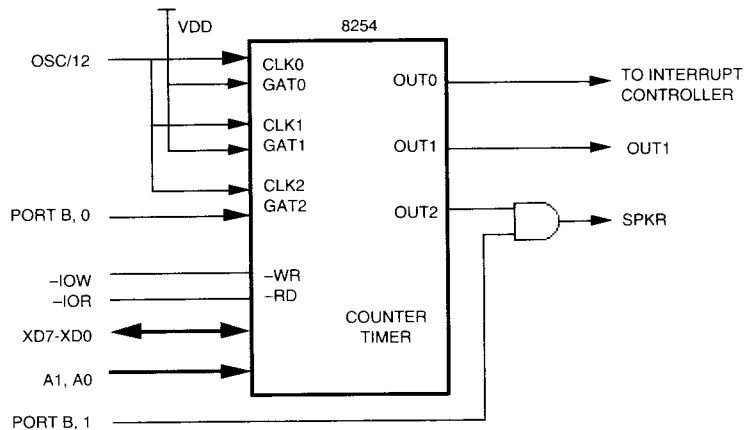 VDD
8254
OSC/12
CLK0
GAT0
OUT0
TO INTERRUPT
CONTROLLER
CLK1
GAT1
OUT1
OUT1
CLK2
GAT2
PORT B, 0
OUT2
SPKR
–IOW
–WR
–IOR
–RD
XD7-XD0
COUNTER
TIMER
A1, A0
PORT B, 1